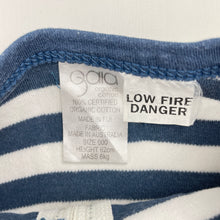 gaia
organic
cotton
100% CERTIFIED
ORGANIC COTTON
MADE IN FIJI
FABRIC
MADE IN AUSTRALIA
SIZE 000
HEIGHT 62cm
MASS 6kg
LOW FIRE
DANGER